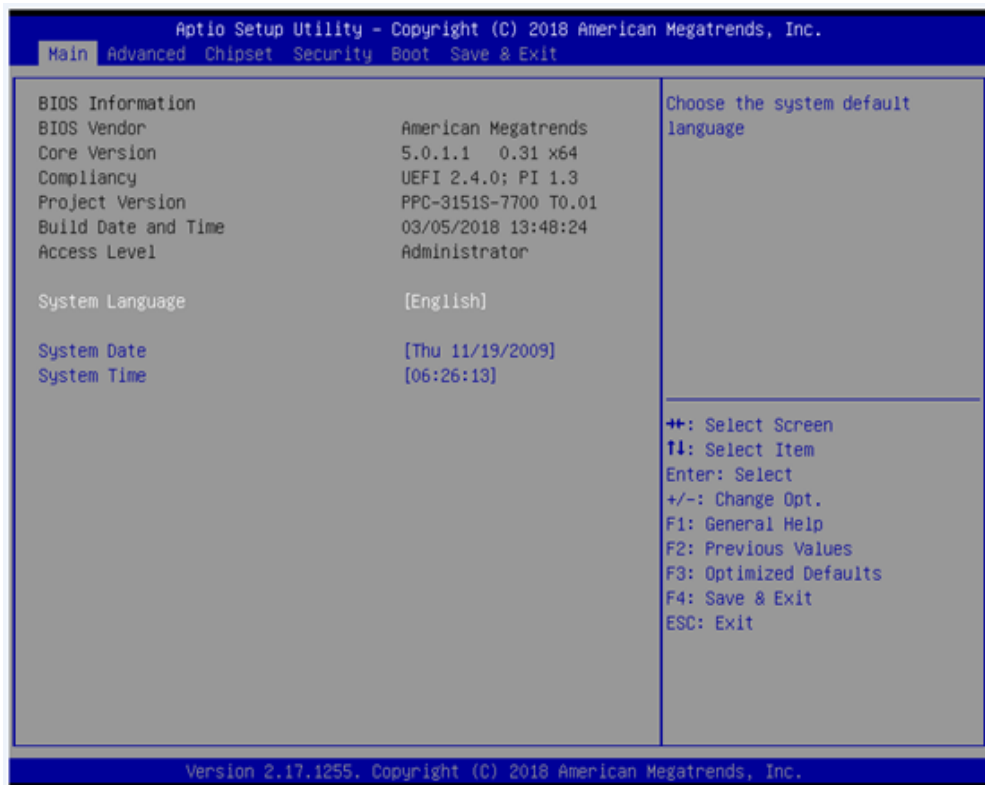 Aptio Setup Utility – Copyright (C) 2018 American Megatrends, Inc.
Main Advanced Chipset Security Boot Save & Exit
BIOS Information
BIOS Vendor American Megatrends
Core Version 5.0.1.1 0.31 x64
Compliancy UEFI 2.4.0; PI 1.3
Project Version PPC-3151S-7700 T0.01
Build Date and Time 03/05/2018 13:48:24
Access Level Administrator
System Language [English]
System Date [Thu 11/19/2009]
System Time [06:26:13]
Choose the system default
language
→←: Select Screen
↑↓: Select Item
Enter: Select
+/-: Change Opt.
F1: General Help
F2: Previous Values
F3: Optimized Defaults
F4: Save & Exit
ESC: Exit
Version 2.17.1255. Copyright (C) 2018 American Megatrends, Inc.